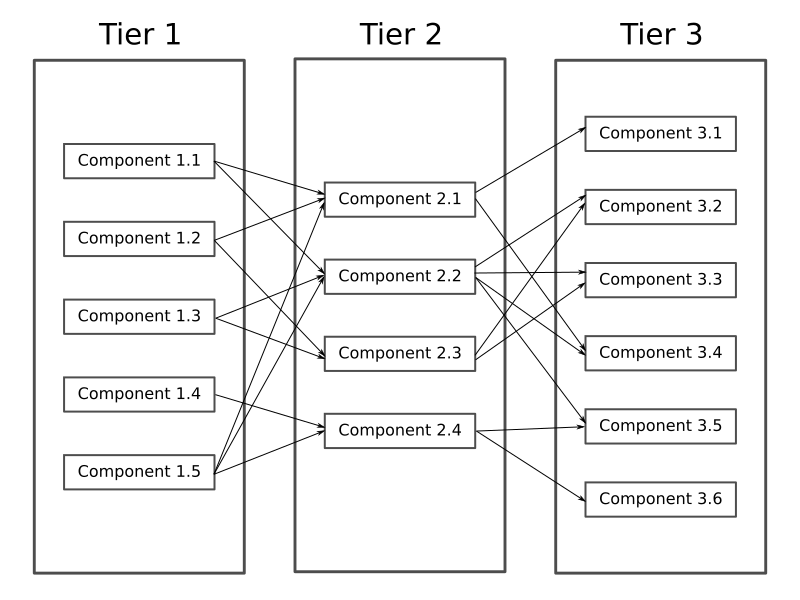 Tier 1
Component 1.1
Component 1.2
Component 1.3
Component 1.4
Component 1.5
Tier 2
Component 2.1
Component 2.2
Component 2.3
Component 2.4
Tier 3
Component 3.1
Component 3.2
Component 3.3
Component 3.4
Component 3.5
Component 3.6